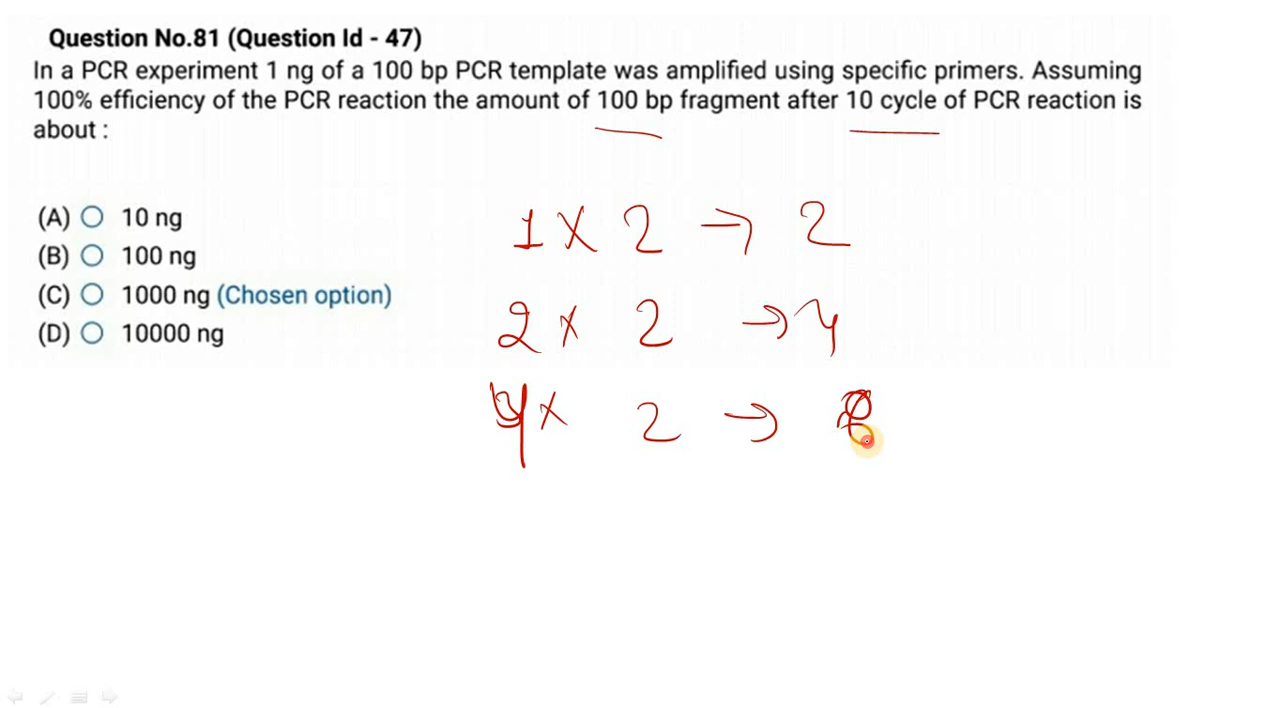 Question No.81 (Question Id - 47)
In a PCR experiment 1 ng of a 100 bp PCR template was amplified using specific primers. Assuming
100% efficiency of the PCR reaction the amount of 100 bp fragment after 10 cycle of PCR reaction is
about :
(A) 10 ng
(B) 100 ng
(C) 1000 ng (Chosen option)
(D) 10000 ng
1 × 2 → 2
2 × 2 → 4
4 × 2 → 8